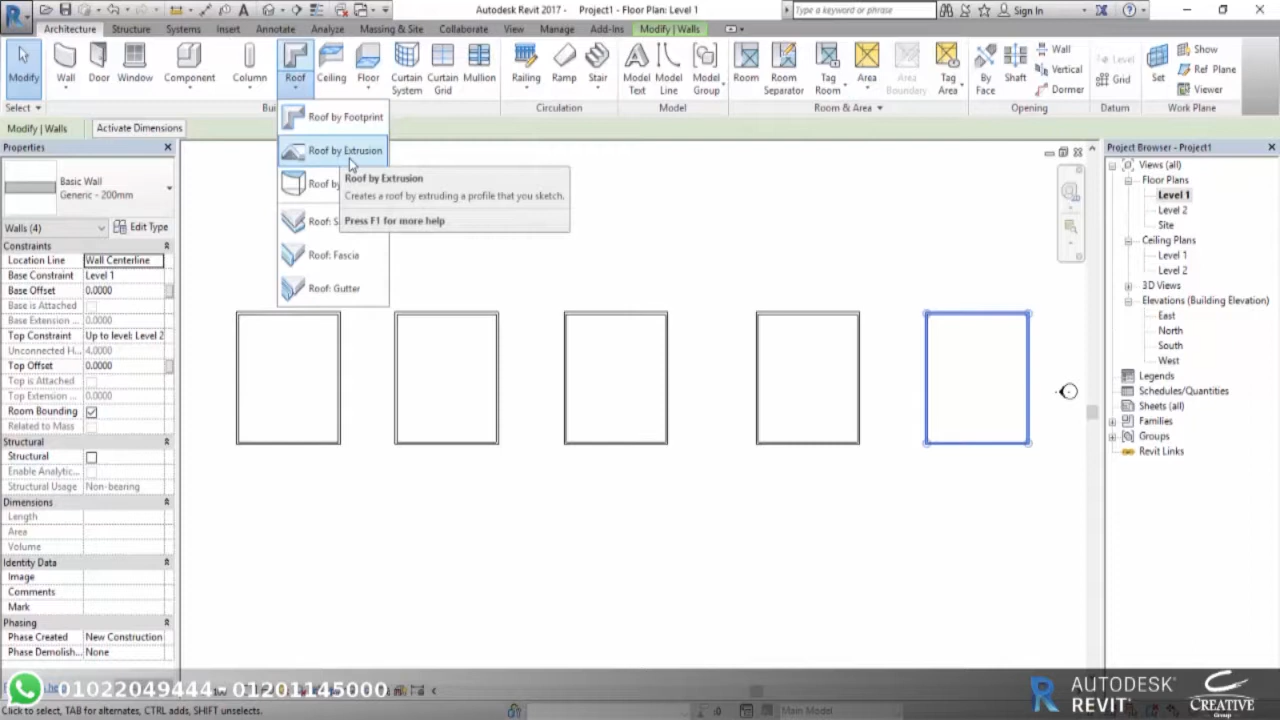 Autodesk Revit 2017 - Project1 - Floor Plan: Level 1
Type a keyword or phrase
Sign In
Architecture Structure Systems Insert Annotate Analyze Massing & Site Collaborate View Manage Add-Ins Modify | Walls
Modify Wall Door Window Component Column Roof Ceiling Floor Curtain System Curtain Grid Mullion Railing Ramp Stair Model Text Model Line Model Group Room Room Separator Tag Room Area Area Boundary Tag Area By Face Shaft Wall Vertical Dormer Level Grid Set Show Ref Plane Viewer
Select Circulation Model Room & Area Opening Datum Work Plane
Modify | Walls Activate Dimensions
Roof by Footprint
Roof by Extrusion
Roof by
Roof: S
Roof: Fascia
Roof: Gutter
Roof by Extrusion
Creates a roof by extruding a profile that you sketch.
Press F1 for more help
Properties
Basic Wall
Generic - 200mm
Walls (4) Edit Type
Constraints
Location Line Wall Centerline
Base Constraint Level 1
Base Offset 0.0000
Base is Attached
Base Extension ... 0.0000
Top Constraint Up to level: Level 2
Unconnected H... 4.0000
Top Offset 0.0000
Top is Attached
Top Extension ... 0.0000
Room Bounding
Related to Mass
Structural
Structural
Enable Analytic...
Structural Usage Non-bearing
Dimensions
Length
Area
Volume
Identity Data
Image
Comments
Mark
Phasing
Phase Created New Construction
Phase Demolish... None
Project Browser - Project1
Views (all)
Floor Plans
Level 1
Level 2
Site
Ceiling Plans
Level 1
Level 2
3D Views
Elevations (Building Elevation)
East
North
South
West
Legends
Schedules/Quantities
Sheets (all)
Families
Groups
Revit Links
01022049444- 01201145000
Click to select, TAB for alternates, CTRL adds, SHIFT unselects.
:0
Main Model
AUTODESK®
REVIT®
CREATIVE
Group